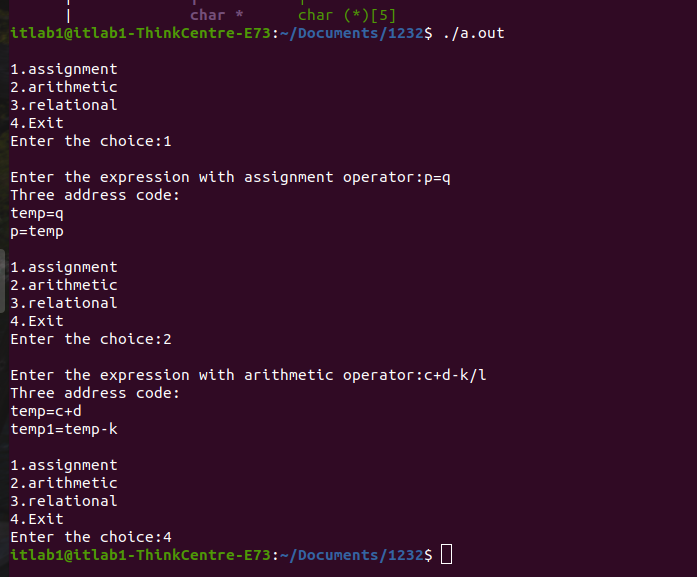 |                    char *      char (*)[5]
itlab1@itlab1-ThinkCentre-E73:~/Documents/1232$ ./a.out
1.assignment
2.arithmetic
3.relational
4.Exit
Enter the choice:1
Enter the expression with assignment operator:p=q
Three address code:
temp=q
p=temp
1.assignment
2.arithmetic
3.relational
4.Exit
Enter the choice:2
Enter the expression with arithmetic operator:c+d-k/l
Three address code:
temp=c+d
temp1=temp-k
1.assignment
2.arithmetic
3.relational
4.Exit
Enter the choice:4
itlab1@itlab1-ThinkCentre-E73:~/Documents/1232$